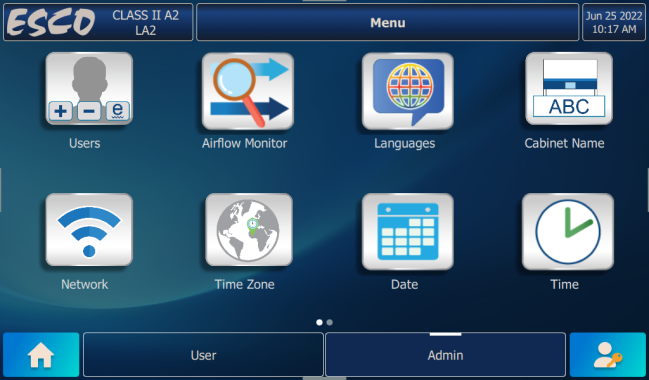 ESCO
CLASS II A2
LA2
Menu
Jun 25 2022
10:17 AM
e
ABC
Users
Airflow Monitor
Languages
Cabinet Name
Network
Time Zone
Date
Time
User
Admin